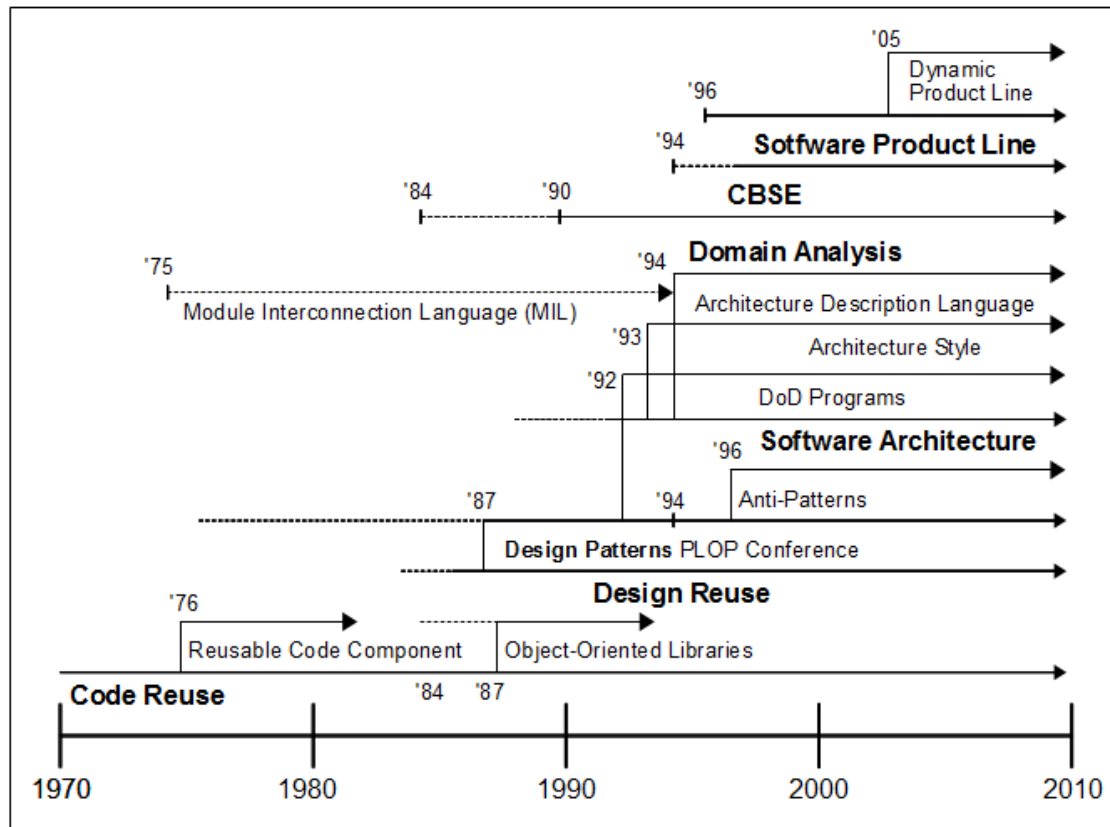 '05
Dynamic
Product Line
'96
Sotfware Product Line
'94
'84
'90
CBSE
Domain Analysis
'94
'75
Module Interconnection Language (MIL)
Architecture Description Language
'93
Architecture Style
'92
DoD Programs
Software Architecture
'96
Anti-Patterns
'87
'94
Design Patterns PLOP Conference
Design Reuse
'76
Reusable Code Component
Object-Oriented Libraries
Code Reuse
'84
'87
1970
1980
1990
2000
2010